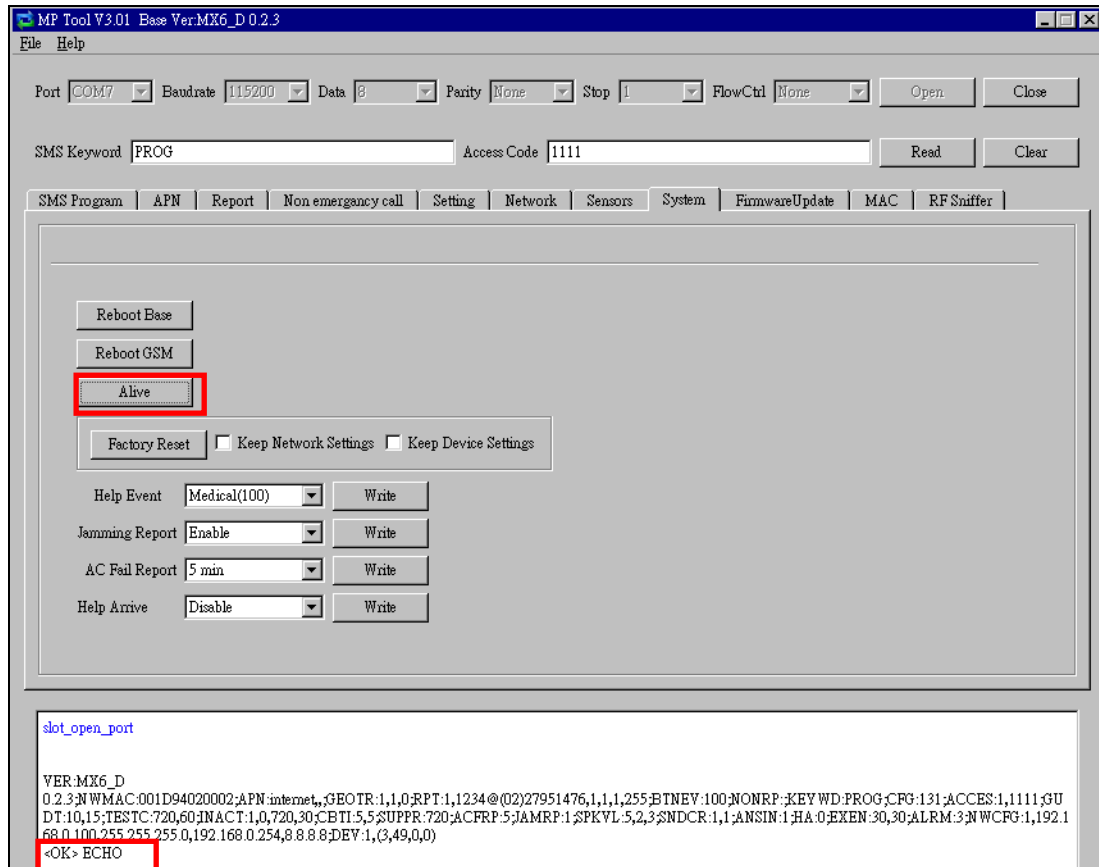 MP Tool V3.01 Base Ver:MX6_D 0.2.3
File Help
Port COM7 Baudrate 115200 Data 8 Parity None Stop 1 FlowCtrl None Open Close
SMS Keyword PROG Access Code 1111 Read Clear
SMS Program APN Report Non emergancy call Setting Network Sensors System FirmwareUpdate MAC RF Sniffer
Reboot Base
Reboot GSM
Alive
Factory Reset Keep Network Settings Keep Device Settings
Help Event Medical(100) Write
Jamming Report Enable Write
AC Fail Report 5 min Write
Help Arrive Disable Write
slot_open_port
VER:MX6_D
0.2.3;NWMAC:001D94020002;APN:internet,,;GEOTR:1,1,0;RPT:1,1234@(02)27951476,1,1,1,255;BTNEV:100;NONRP:;KEYWD:PROG;CFG:131;ACCES:1,1111;GU
DT:10,15;TESTC:720,60;INACT:1,0,720,30;CBTI:5,5;SUPPR:720;ACFRP:5;JAMRP:1;SPKVL:5,2,3;SNDCR:1,1;ANSIN:1;HA:0;EXEN:30,30;ALRM:3;NWCFG:1,192.1
68.0.100,255.255.255.0,192.168.0.254,8.8.8.8;DEV:1,(3,49,0,0)
<OK> ECHO